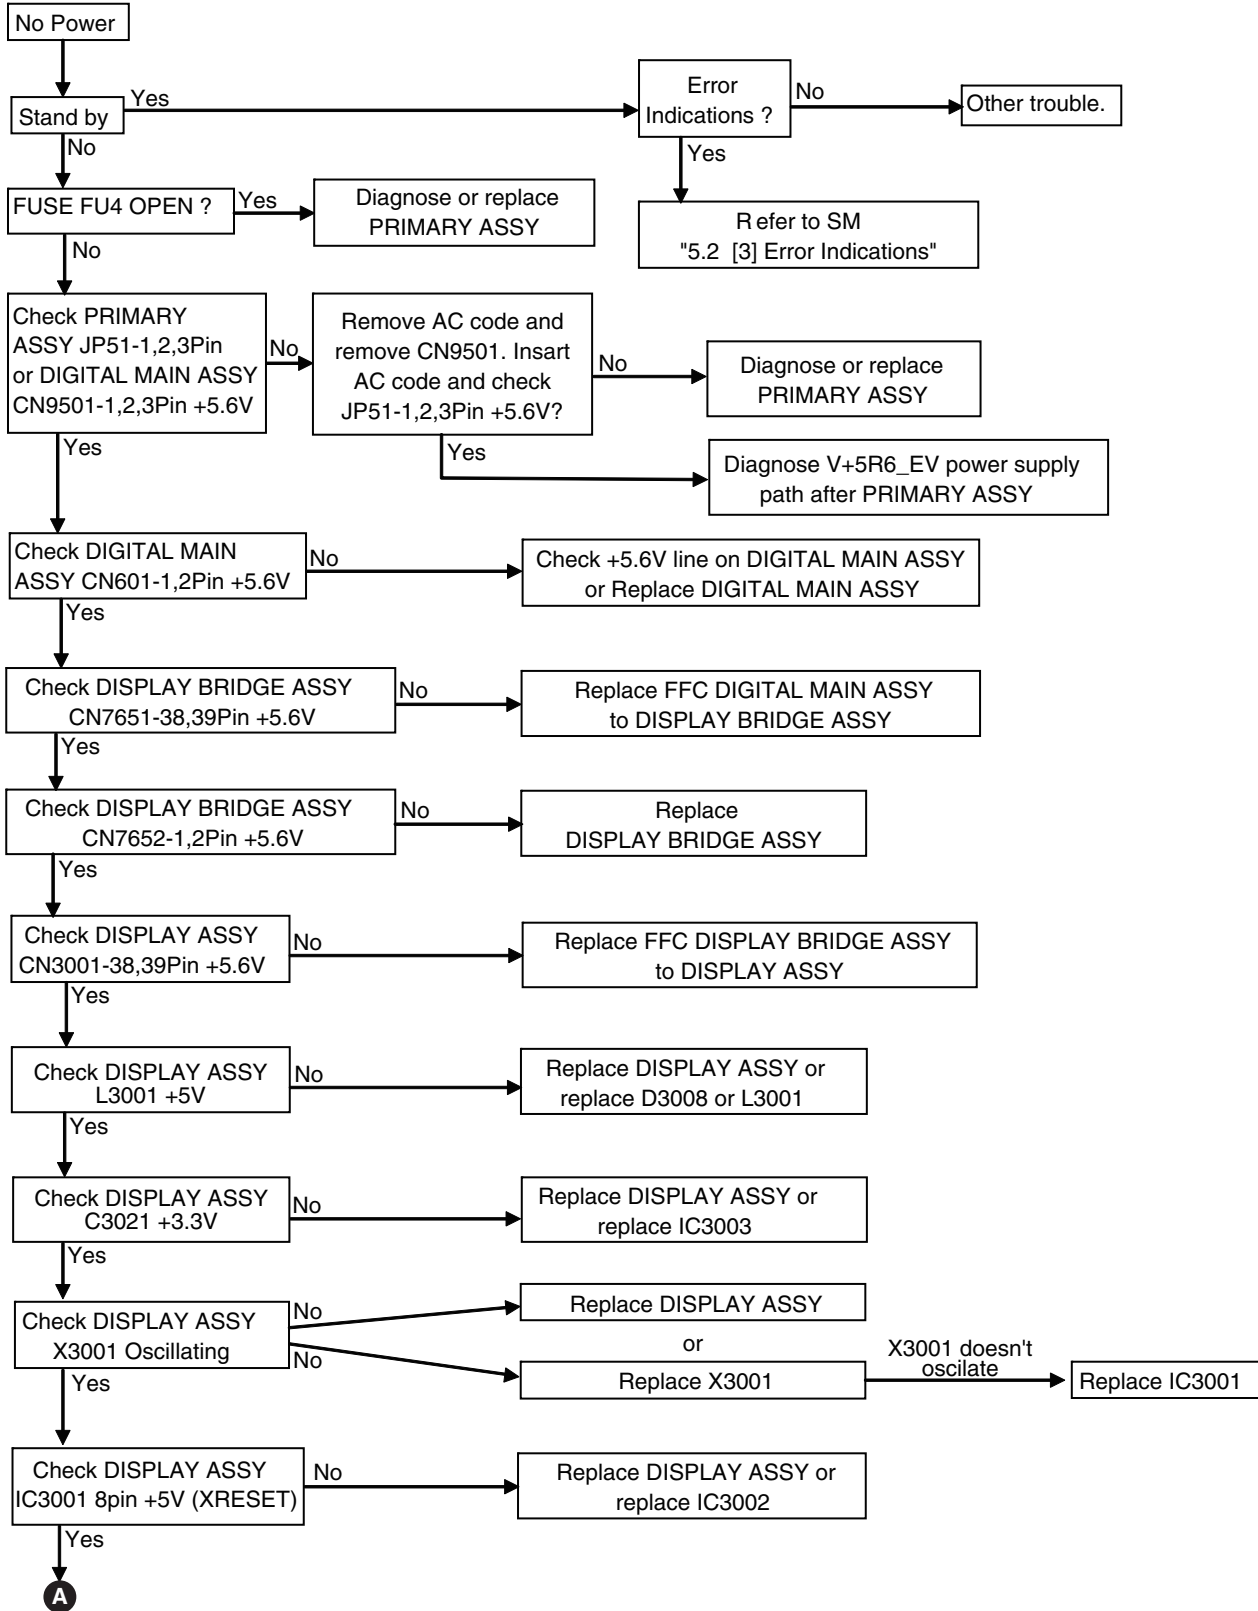 No Power
Stand by
Yes
Error
Indications ?
No
Other trouble.
No
Yes
FUSE FU4 OPEN ?
Yes
Diagnose or replace
PRIMARY ASSY
Refer to SM
"5.2 [3] Error Indications"
No
Check PRIMARY
ASSY JP51-1,2,3Pin
or DIGITAL MAIN ASSY
CN9501-1,2,3Pin +5.6V
No
Remove AC code and
remove CN9501. Insart
AC code and check
JP51-1,2,3Pin +5.6V?
No
Diagnose or replace
PRIMARY ASSY
Yes
Yes
Diagnose V+5R6_EV power supply
path after PRIMARY ASSY
Check DIGITAL MAIN
ASSY CN601-1,2Pin +5.6V
No
Check +5.6V line on DIGITAL MAIN ASSY
or Replace DIGITAL MAIN ASSY
Yes
Check DISPLAY BRIDGE ASSY
CN7651-38,39Pin +5.6V
No
Replace FFC DIGITAL MAIN ASSY
to DISPLAY BRIDGE ASSY
Yes
Check DISPLAY BRIDGE ASSY
CN7652-1,2Pin +5.6V
No
Replace
DISPLAY BRIDGE ASSY
Yes
Check DISPLAY ASSY
CN3001-38,39Pin +5.6V
No
Replace FFC DISPLAY BRIDGE ASSY
to DISPLAY ASSY
Yes
Check DISPLAY ASSY
L3001 +5V
No
Replace DISPLAY ASSY or
replace D3008 or L3001
Yes
Check DISPLAY ASSY
C3021 +3.3V
No
Replace DISPLAY ASSY or
replace IC3003
Yes
Check DISPLAY ASSY
X3001 Oscillating
No
Replace DISPLAY ASSY
or
No
Replace X3001
X3001 doesn't
oscilate
Replace IC3001
Yes
Check DISPLAY ASSY
IC3001 8pin +5V (XRESET)
No
Replace DISPLAY ASSY or
replace IC3002
Yes
A